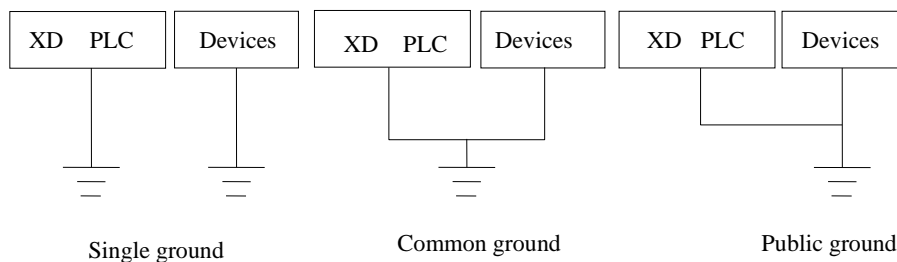 XD PLC Devices XD PLC Devices XD PLC Devices
Single ground Common ground Public ground